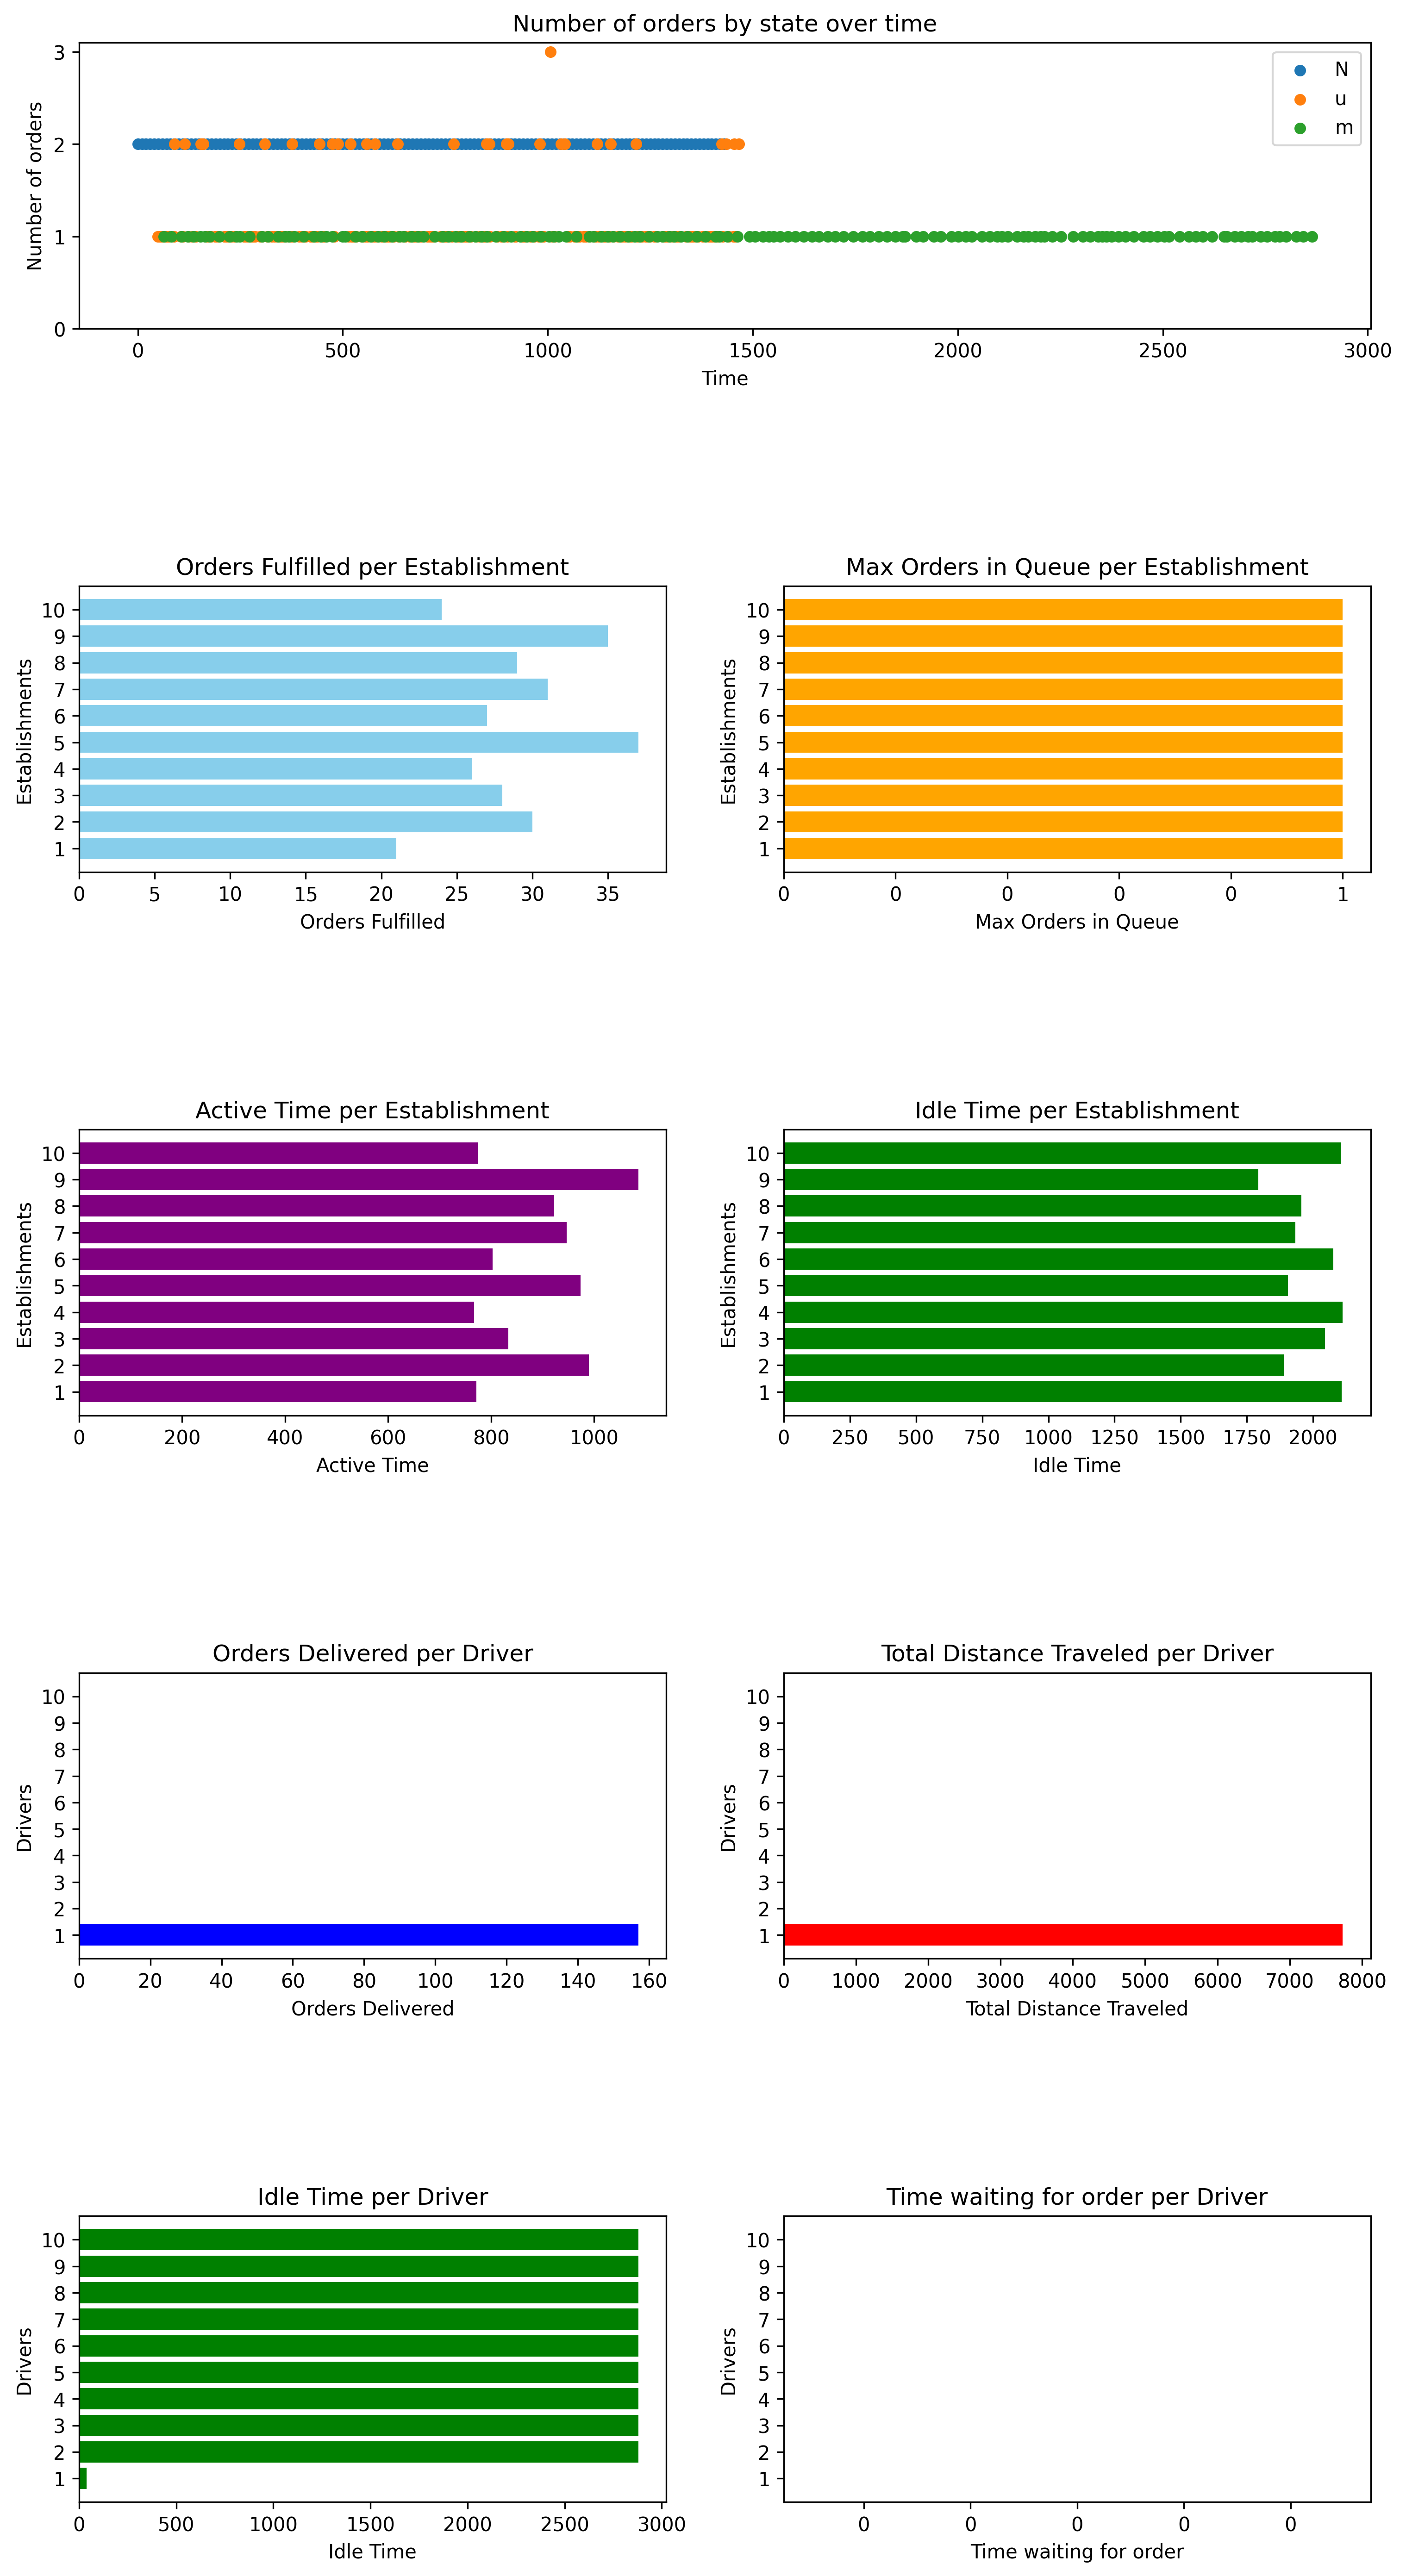 Number of orders by state over time
Number of orders
3
2
1
0
N
u
m
0 500 1000 1500 2000 2500 3000
Time
Orders Fulfilled per Establishment
Establishments
10
9
8
7
6
5
4
3
2
1
0 5 10 15 20 25 30 35
Orders Fulfilled
Max Orders in Queue per Establishment
Establishments
10
9
8
7
6
5
4
3
2
1
0 0 0 0 0 1
Max Orders in Queue
Active Time per Establishment
Establishments
10
9
8
7
6
5
4
3
2
1
0 200 400 600 800 1000
Active Time
Idle Time per Establishment
Establishments
10
9
8
7
6
5
4
3
2
1
0 250 500 750 1000 1250 1500 1750 2000
Idle Time
Orders Delivered per Driver
Drivers
10
9
8
7
6
5
4
3
2
1
0 20 40 60 80 100 120 140 160
Orders Delivered
Total Distance Traveled per Driver
Drivers
10
9
8
7
6
5
4
3
2
1
0 1000 2000 3000 4000 5000 6000 7000 8000
Total Distance Traveled
Idle Time per Driver
Drivers
10
9
8
7
6
5
4
3
2
1
0 500 1000 1500 2000 2500 3000
Idle Time
Time waiting for order per Driver
Drivers
10
9
8
7
6
5
4
3
2
1
0 0 0 0 0
Time waiting for order